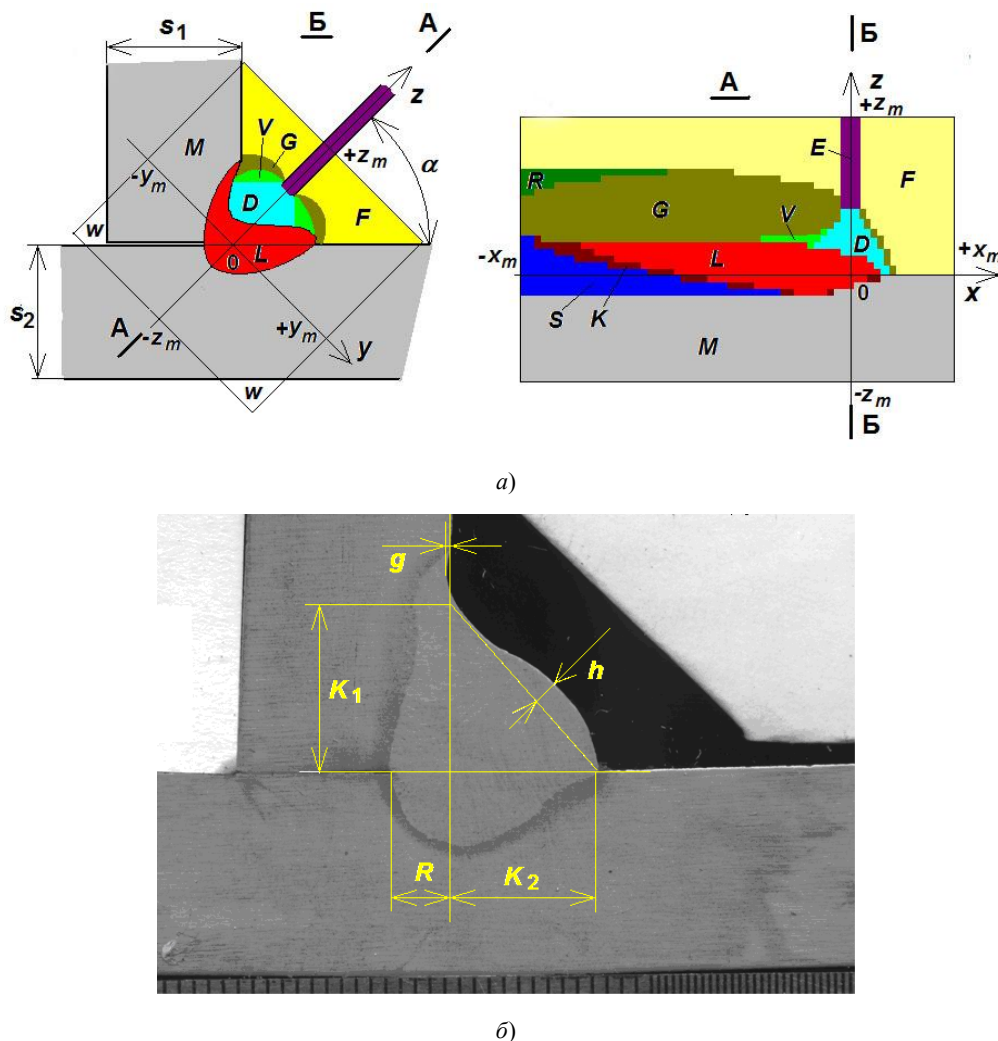 s₁
Б
А
z
M
V
G
+zₘ
α
-yₘ
D
F
w
0
L
s₂
А
-zₘ
+yₘ
y
w
Б
А
z
+zₘ
E
F
R
G
V
D
-xₘ
L
+xₘ
0
x
S
K
M
-zₘ
Б
а)
g
h
K₁
R
K₂
б)